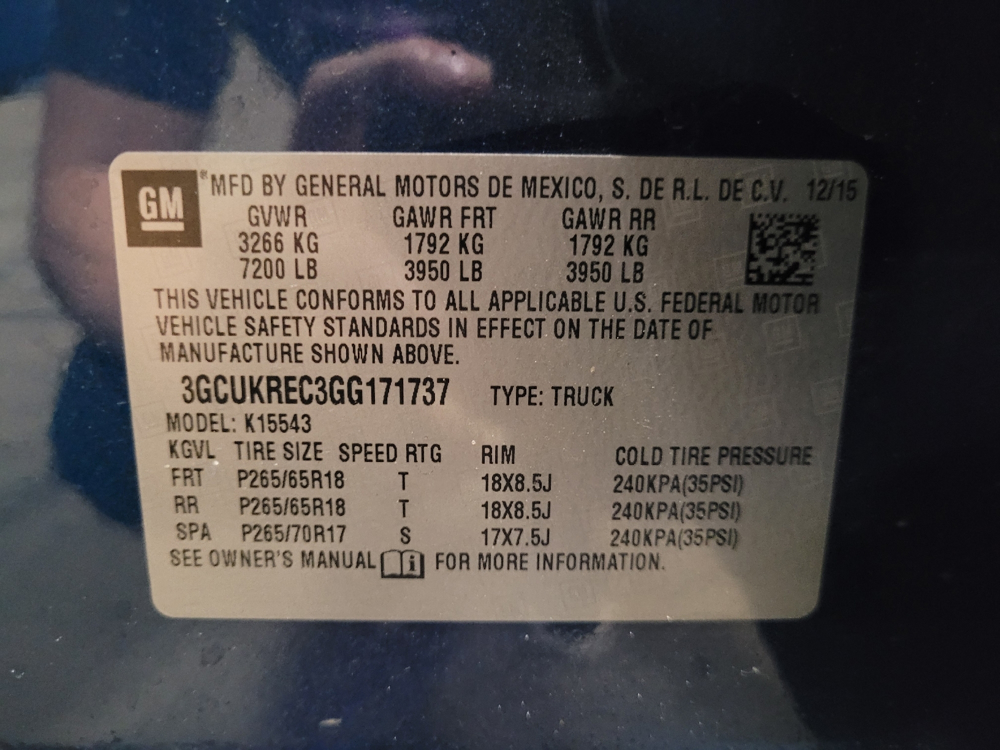 GM ® MFD BY GENERAL MOTORS DE MEXICO, S. DE R.L. DE C.V. 12/15
GVWR GAWR FRT GAWR RR
3266 KG 1792 KG 1792 KG
7200 LB 3950 LB 3950 LB
THIS VEHICLE CONFORMS TO ALL APPLICABLE U.S. FEDERAL MOTOR
VEHICLE SAFETY STANDARDS IN EFFECT ON THE DATE OF
MANUFACTURE SHOWN ABOVE.
3GCUKREC3GG171737 TYPE: TRUCK
MODEL: K15543
KGVL TIRE SIZE SPEED RTG RIM COLD TIRE PRESSURE
FRT P265/65R18 T 18X8.5J 240KPA(35PSI)
RR P265/65R18 T 18X8.5J 240KPA(35PSI)
SPA P265/70R17 S 17X7.5J 240KPA(35PSI)
SEE OWNER'S MANUAL FOR MORE INFORMATION.